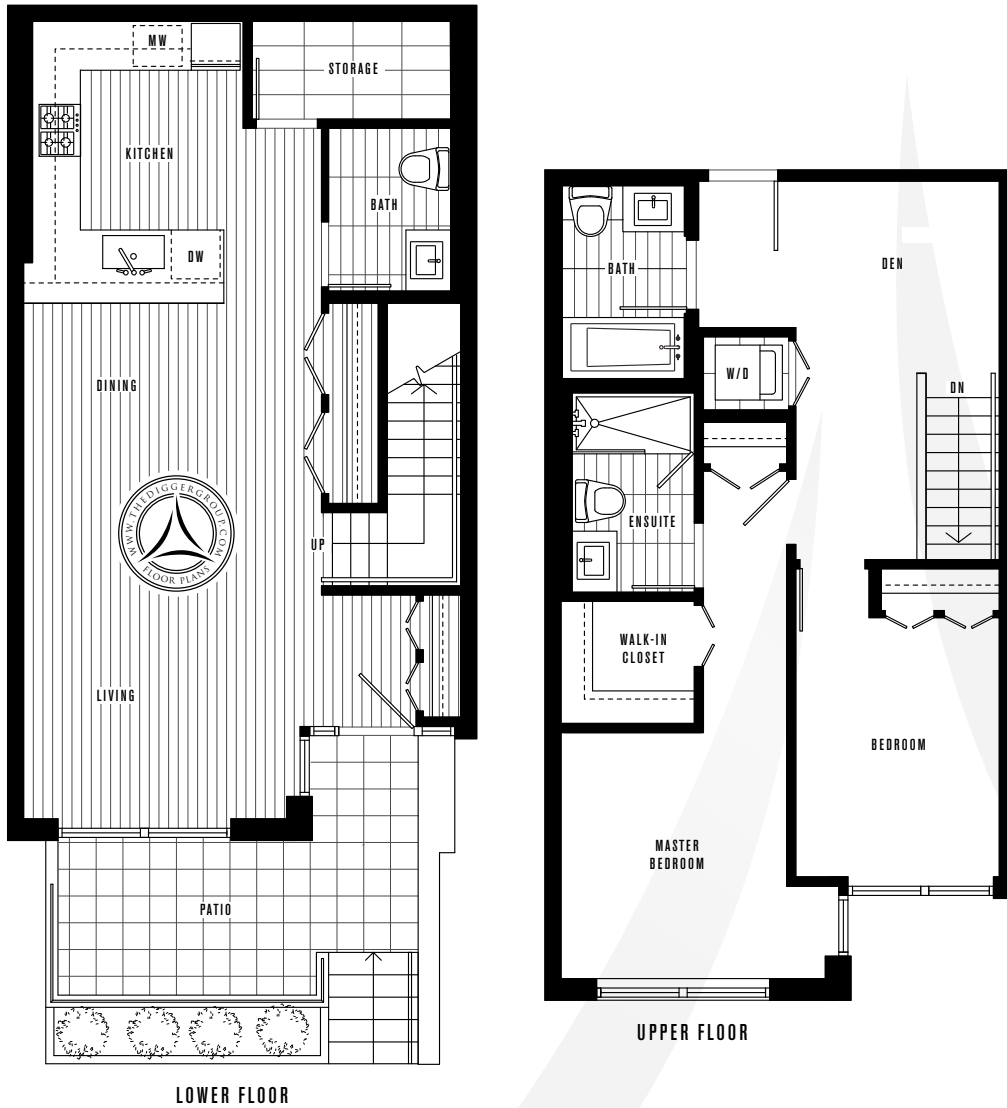 MW
STORAGE
KITCHEN
BATH
DW
DINING
WWW.THEDIGGERGROUP.COM
FLOOR PLANS
UP
LIVING
PATIO
LOWER FLOOR
BATH
DEN
W/D
DN
ENSUITE
WALK-IN
CLOSET
BEDROOM
MASTER
BEDROOM
UPPER FLOOR